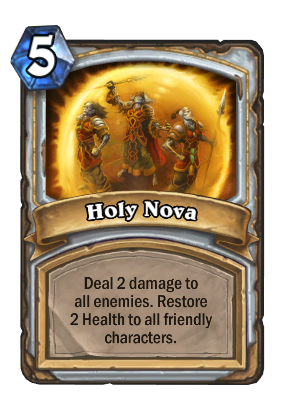 5
Holy Nova
Deal 2 damage to
all enemies. Restore
2 Health to all friendly
characters.